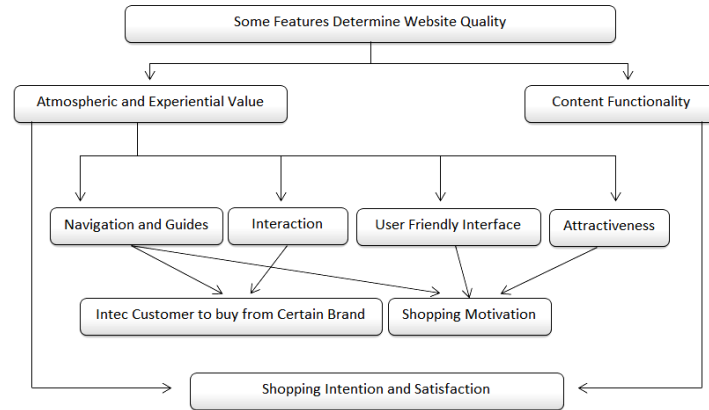 Some Features Determine Website Quality
Atmospheric and Experiential Value
Content Functionality
Navigation and Guides
Interaction
User Friendly Interface
Attractiveness
Intec Customer to buy from Certain Brand
Shopping Motivation
Shopping Intention and Satisfaction